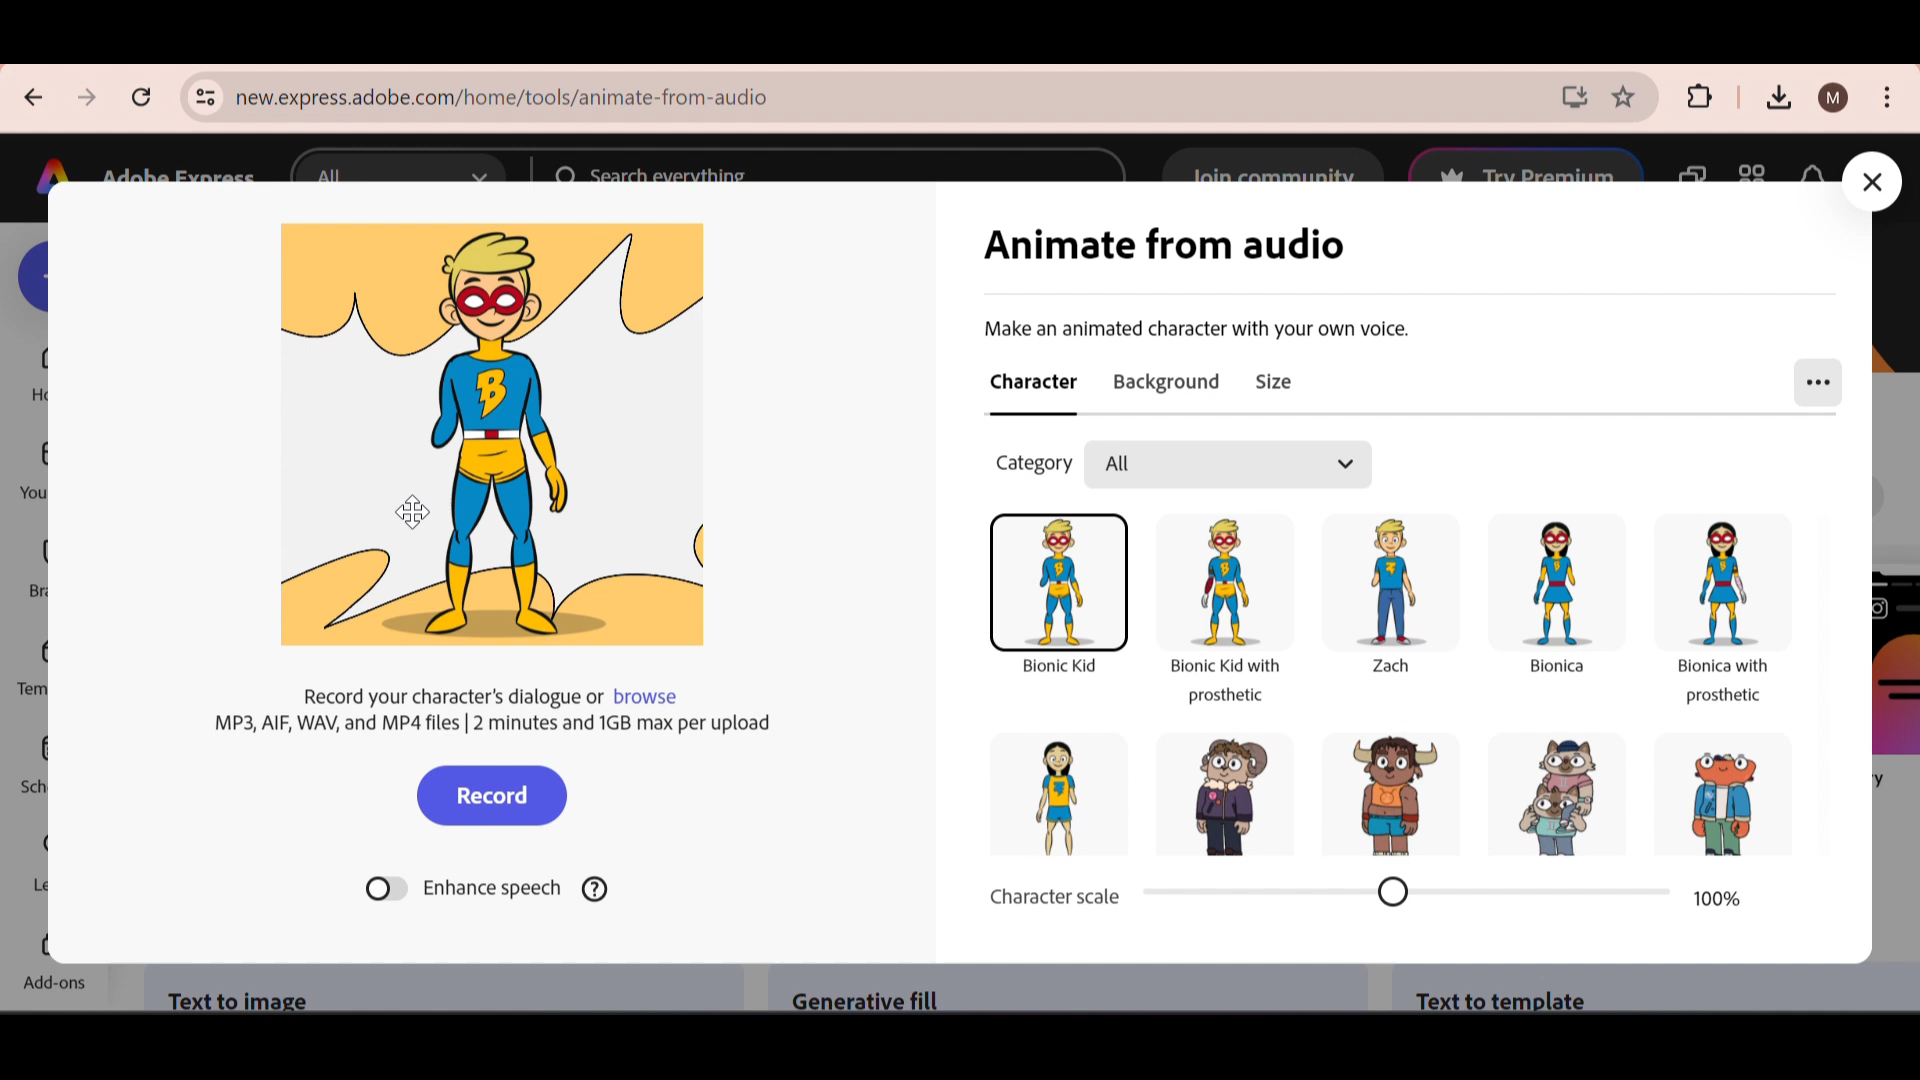 new.express.adobe.com/home/tools/animate-from-audio
M
Adobe Express
All
Search everything
Join community
Try Premium
Animate from audio
Make an animated character with your own voice.
Character Background Size
Category All
B
Bionic Kid
Bionic Kid with
prosthetic
Zach
Bionica
Bionica with
prosthetic
Record your character's dialogue or browse
MP3, AIF, WAV, and MP4 files | 2 minutes and 1GB max per upload
Record
Enhance speech
?
Character scale
100%
You
Sch
Add-ons
Text to image
Generative fill
Text to template